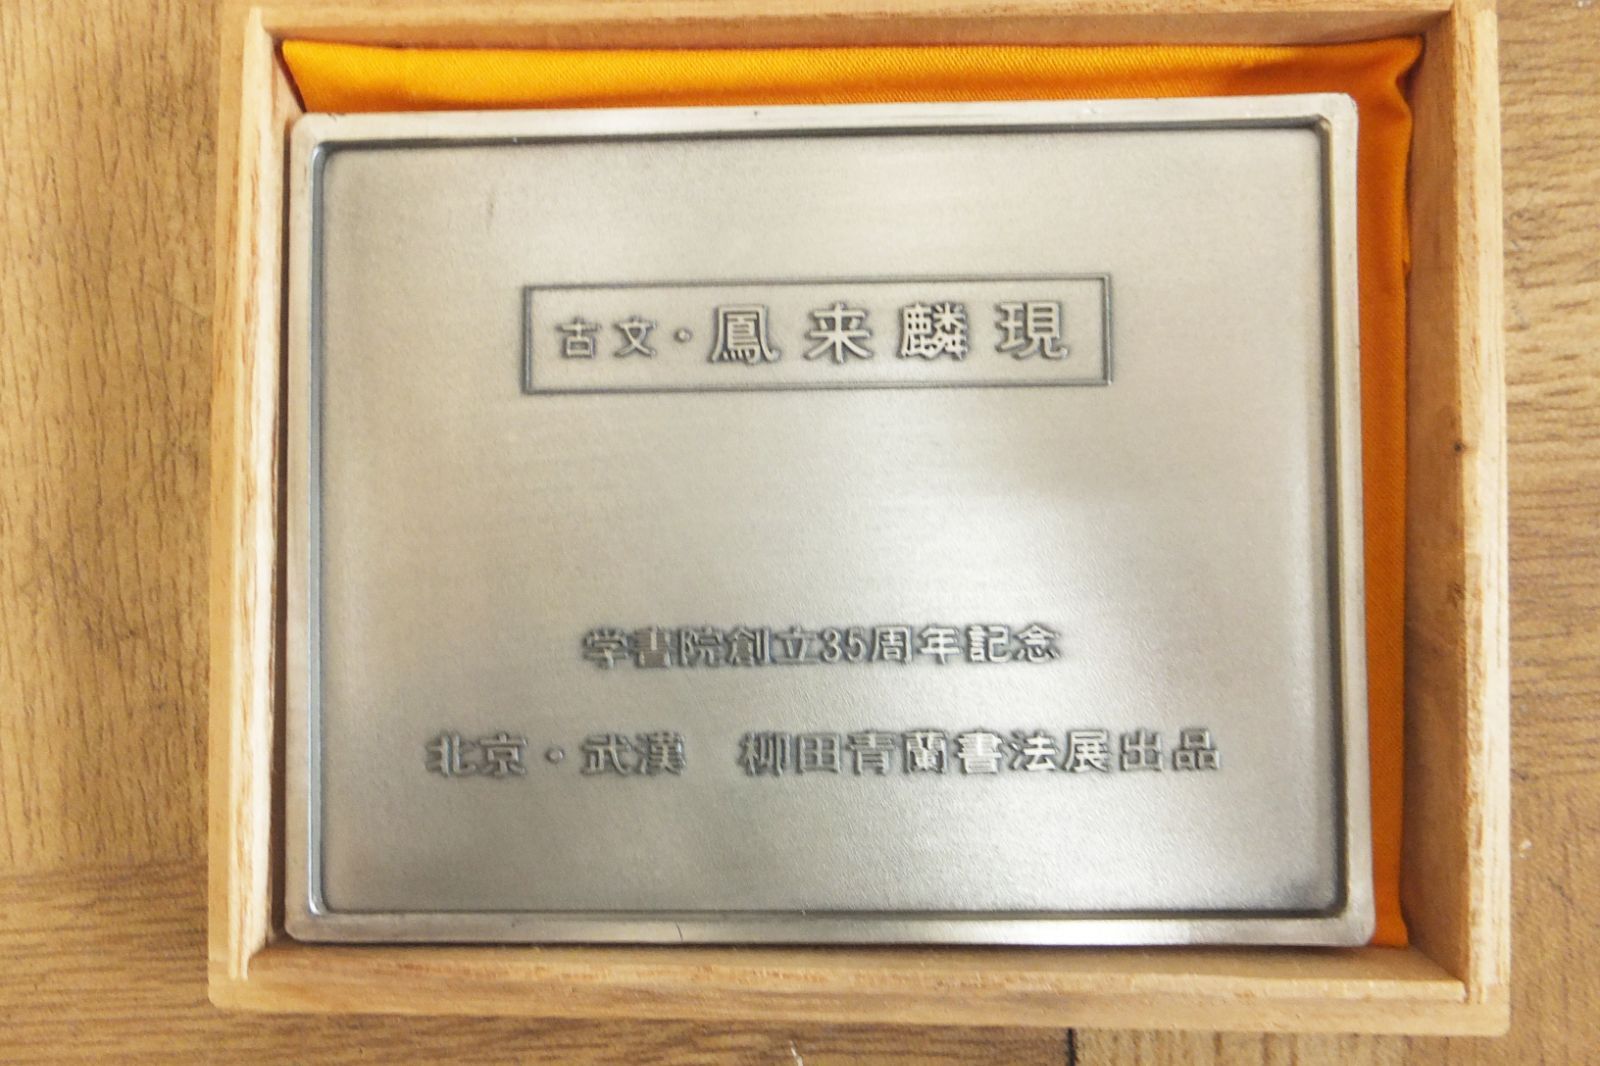 古文・鳳来麟現
学書院創立35周年記念
北京・武漢　柳田青蘭書法展出品